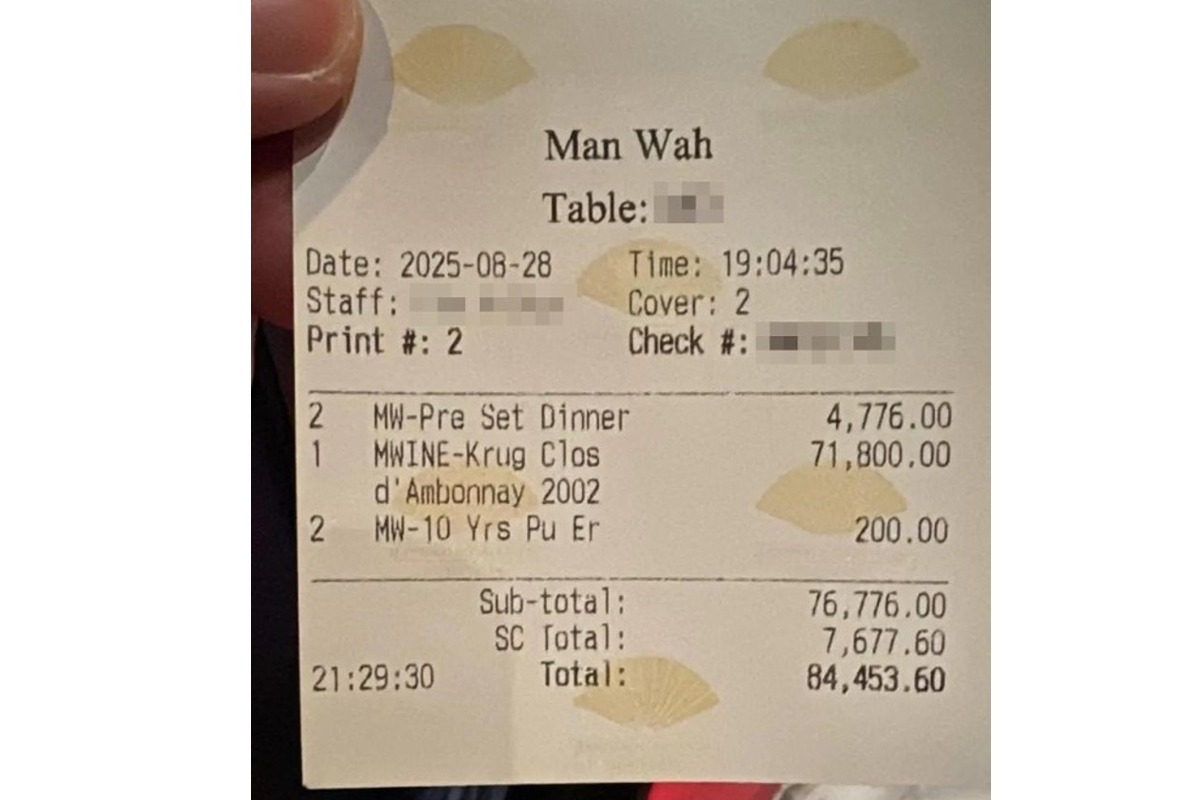 Man Wah
Table:
Date: 2025-08-28 Time: 19:04:35
Staff: Cover: 2
Print #: 2 Check #:
2 MW-Pre Set Dinner 4,776.00
1 MWINE-Krug Clos 71,800.00
d'Ambonnay 2002
2 MW-10 Yrs Pu Er 200.00
Sub-total: 76,776.00
SC Total: 7,677.60
21:29:30 Total: 84,453.60